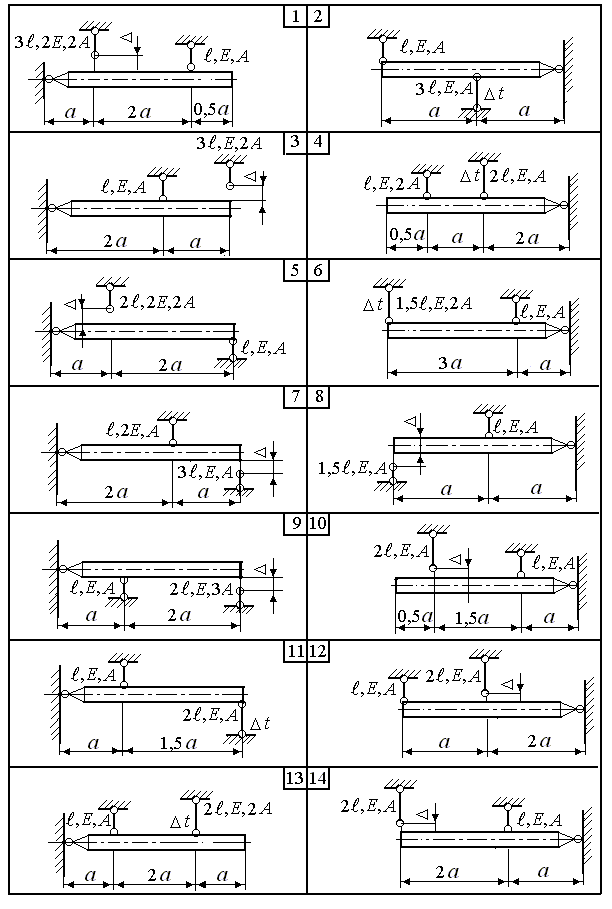 1
3ℓ,2E,2A
Δ
ℓ,E,A
a
2a
0,5a
2
ℓ,E,A
3ℓ,E,A
Δt
a
a
3
3ℓ,E,2A
ℓ,E,A
Δ
2a
a
4
ℓ,E,2A
Δt
2ℓ,E,A
0,5a
a
2a
5
Δ
2ℓ,2E,2A
ℓ,E,A
a
2a
6
Δt
1,5ℓ,E,2A
ℓ,E,A
3a
a
7
ℓ,2E,A
Δ
3ℓ,E,A
2a
a
8
Δ
ℓ,E,A
1,5ℓ,E,A
a
a
9
ℓ,E,A
2ℓ,E,3A
Δ
a
2a
10
2ℓ,E,A
Δ
ℓ,E,A
0,5a
1,5a
a
11
ℓ,E,A
2ℓ,E,A
Δt
a
1,5a
12
ℓ,E,A
2ℓ,E,A
Δ
a
2a
13
ℓ,E,A
Δt
2ℓ,E,2A
a
2a
a
14
2ℓ,E,A
Δ
ℓ,E,A
2a
a